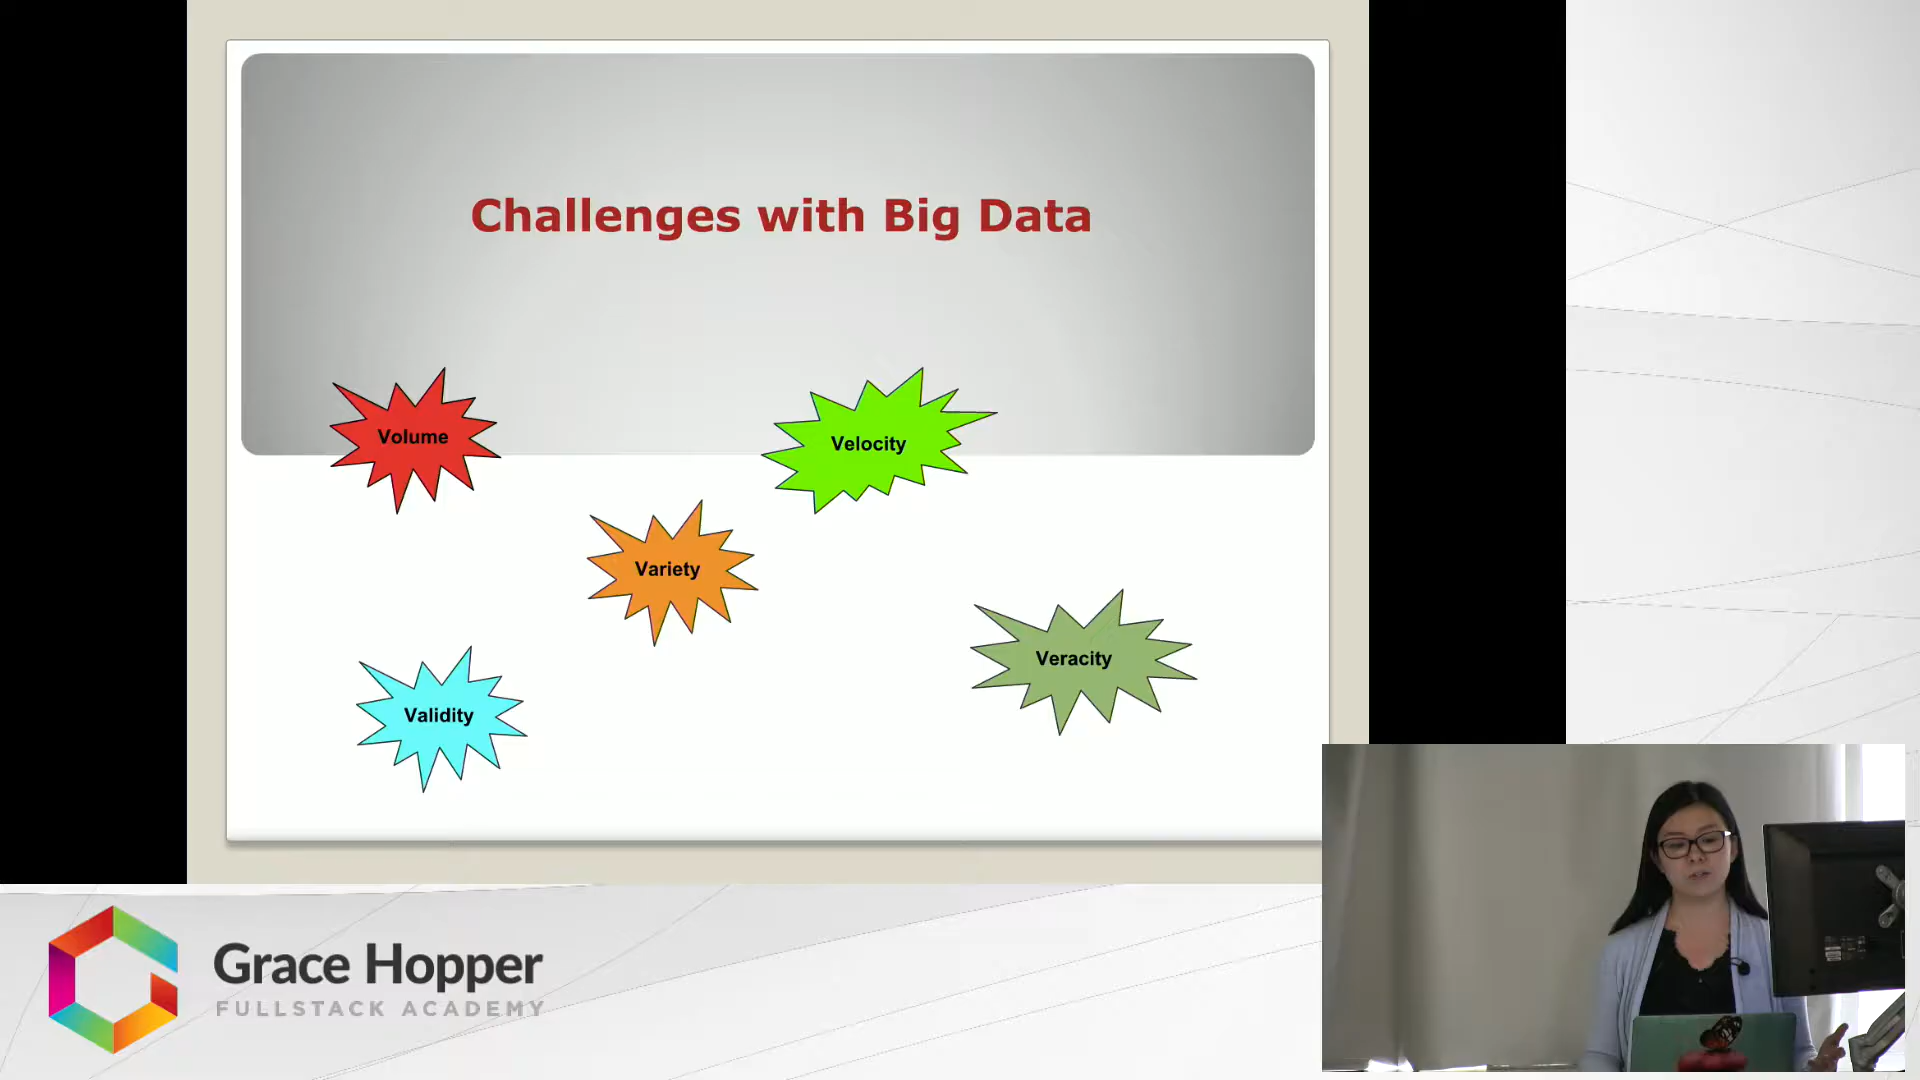 Challenges with Big Data
Volume
Velocity
Variety
Veracity
Validity
Grace Hopper
FULLSTACK ACADEMY